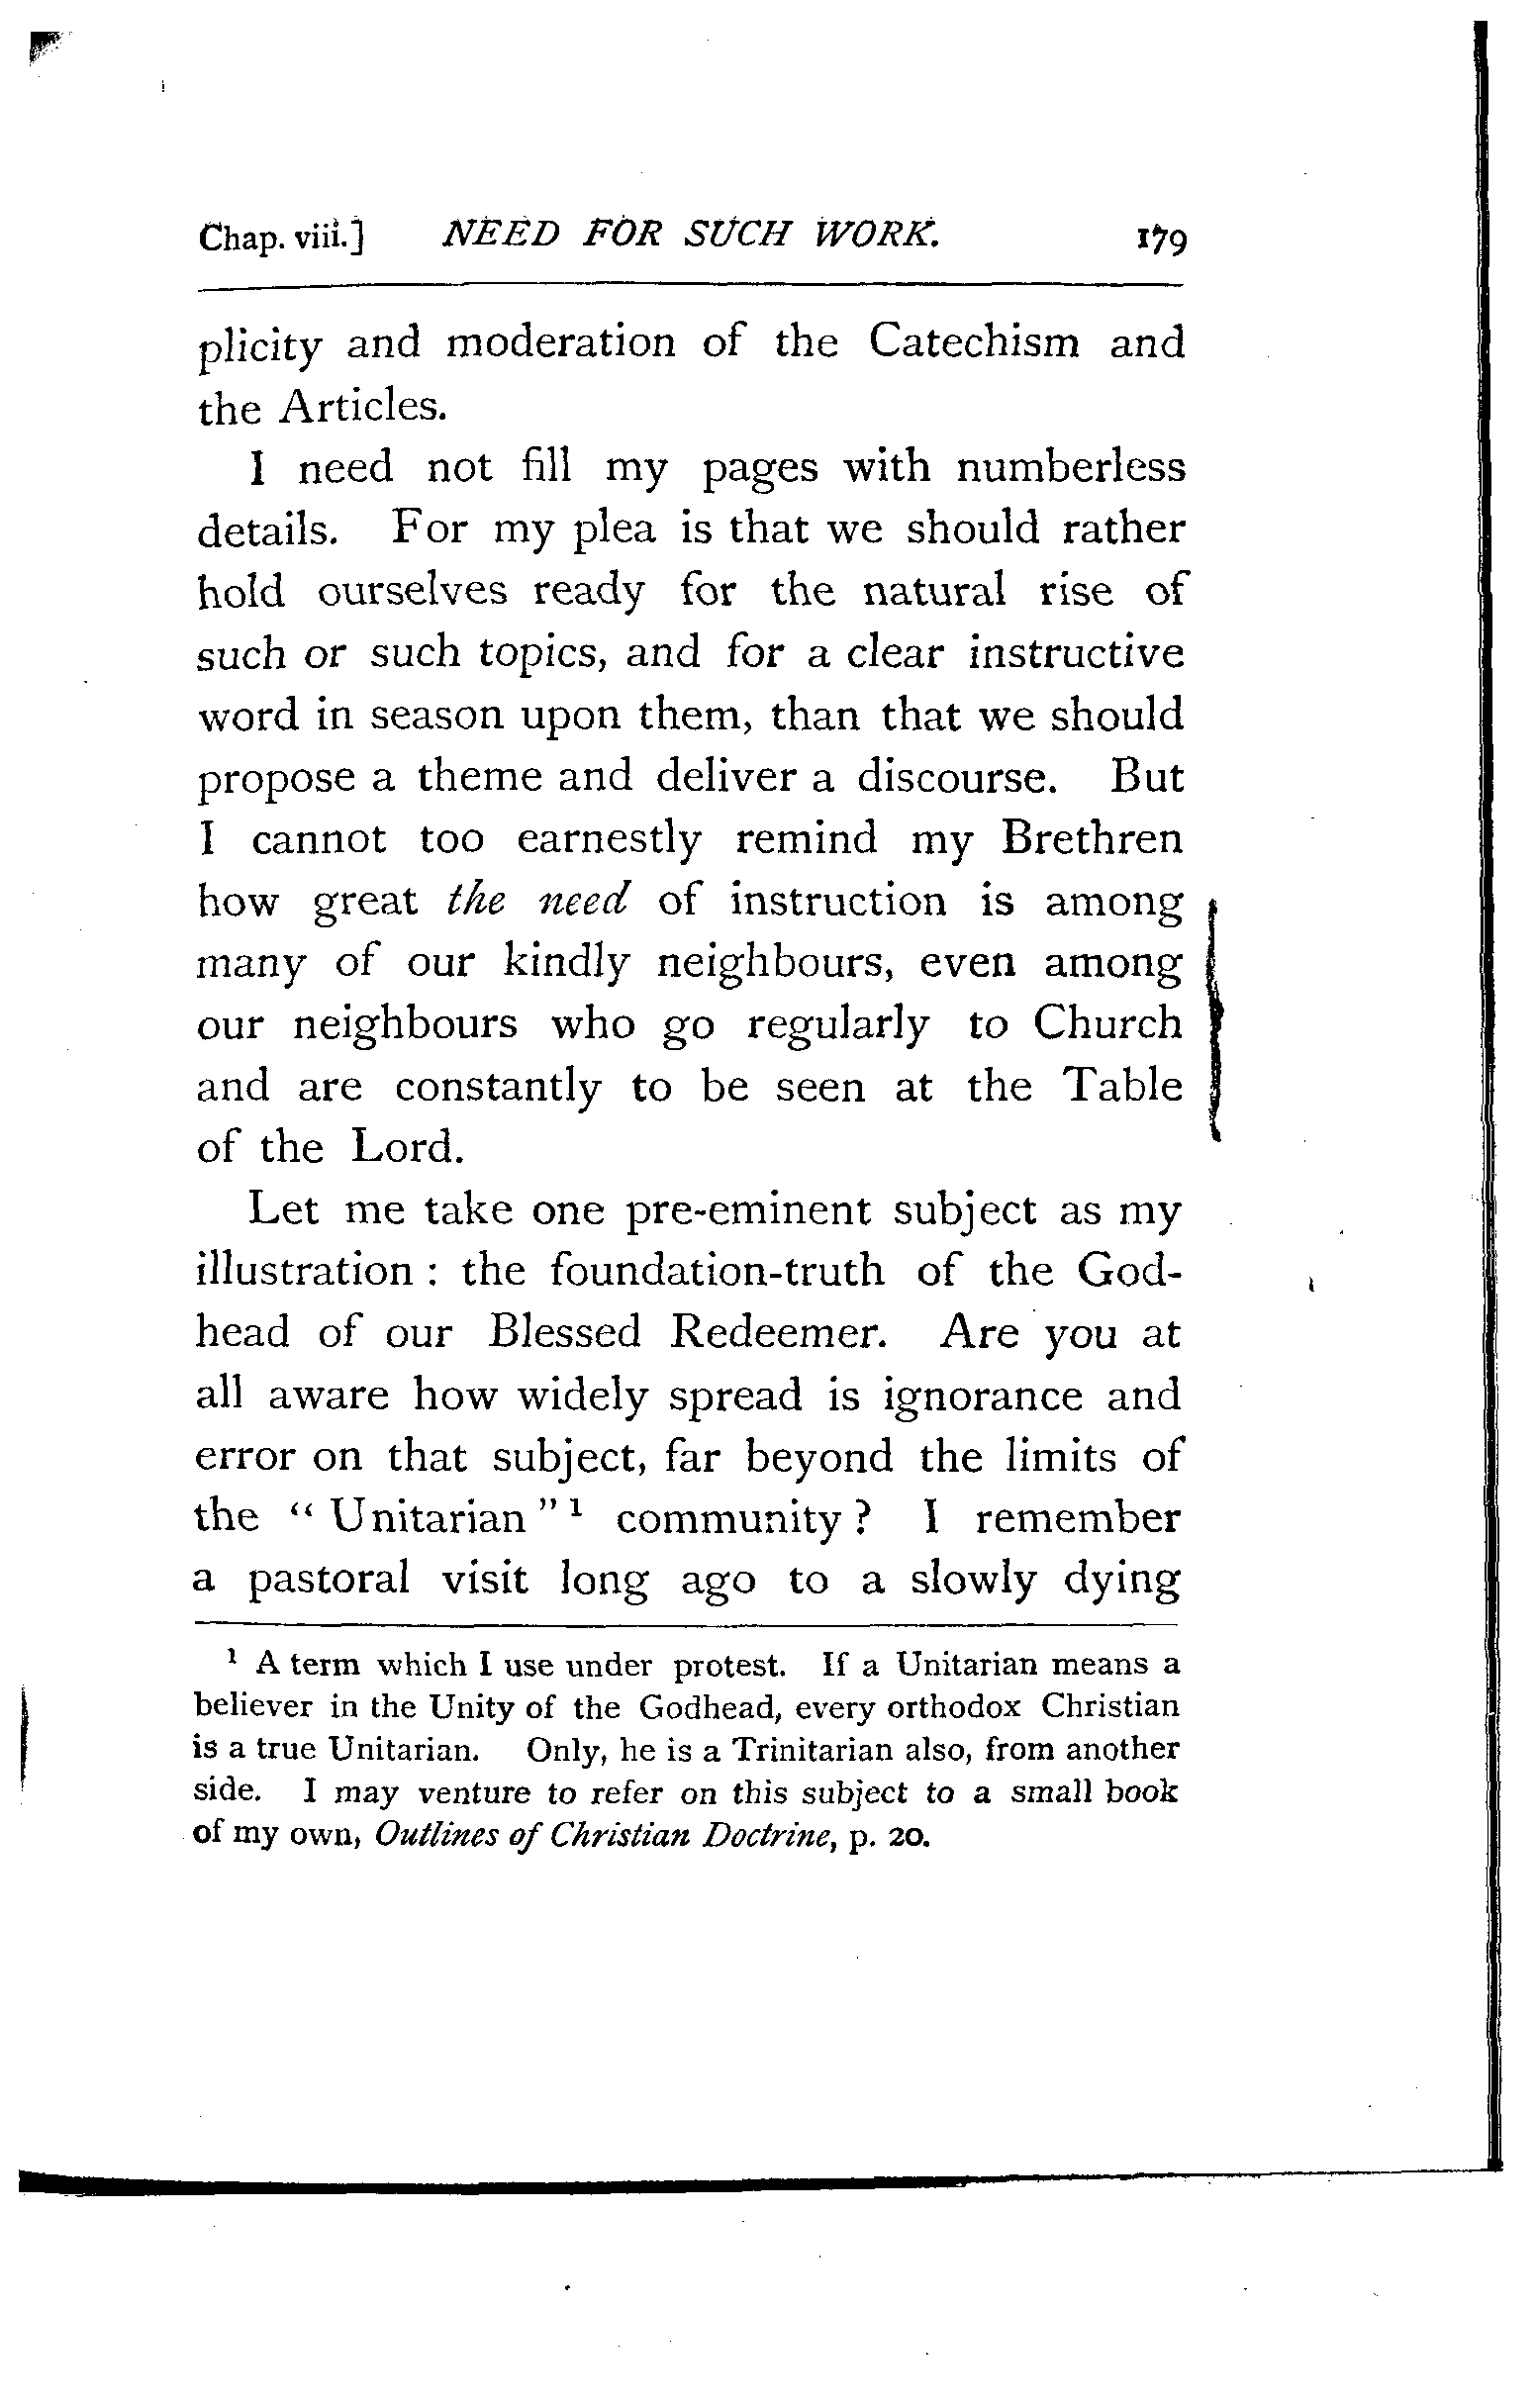 Chap. viii.] NEED FOR SUCH WORK. 179
plicity and moderation of the Catechism and
the Articles.
I need not fill my pages with numberless
details. For my plea is that we should rather
hold ourselves ready for the natural rise of
such or such topics, and for a clear instructive
word in season upon them, than that we should
propose a theme and deliver a discourse. But
I cannot too earnestly remind my Brethren
how great the need of instruction is among
many of our kindly neighbours, even among
our neighbours who go regularly to Church
and are constantly to be seen at the Table
of the Lord.
Let me take one pre-eminent subject as my
illustration : the foundation-truth of the God-
head of our Blessed Redeemer. Are you at
all aware how widely spread is ignorance and
error on that subject, far beyond the limits of
the “ Unitarian ” ¹ community ? I remember
a pastoral visit long ago to a slowly dying
¹ A term which I use under protest. If a Unitarian means a
believer in the Unity of the Godhead, every orthodox Christian
is a true Unitarian. Only, he is a Trinitarian also, from another
side. I may venture to refer on this subject to a small book
of my own, Outlines of Christian Doctrine, p. 20.